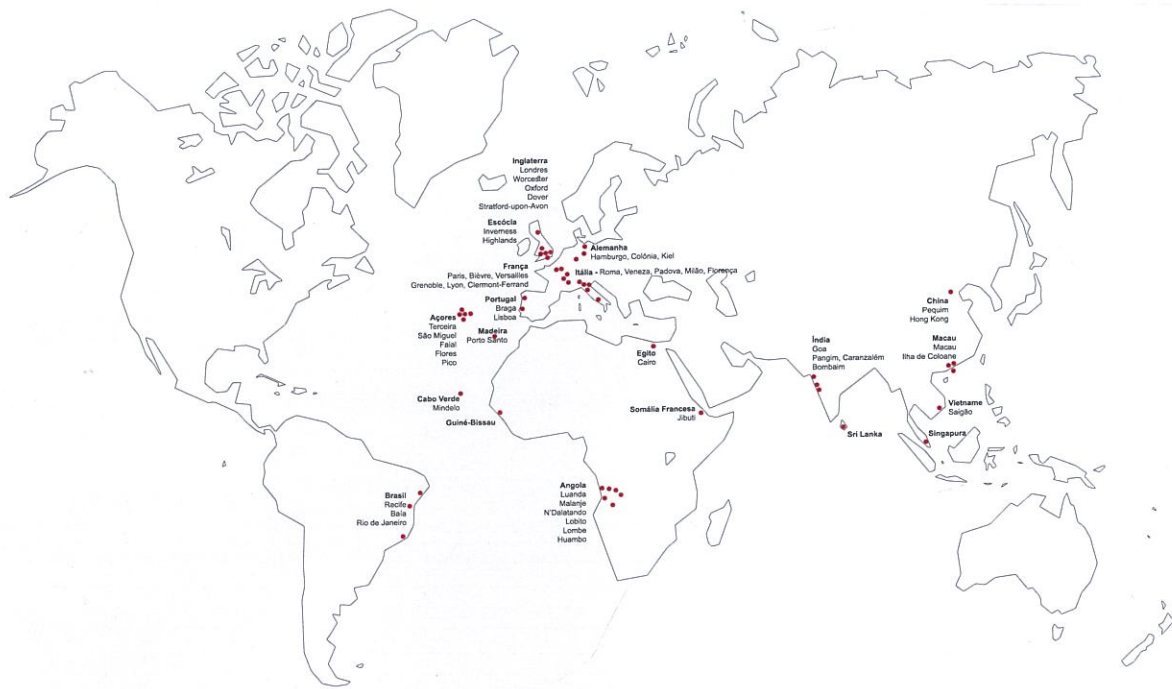 Inglaterra
Londres
Worcester
Oxford
Dover
Stratford-upon-Avon
Escócia
Inverness
Highlands
Alemanha
Hamburgo, Colónia, Kiel
França
Paris, Bièvre, Versailles
Grenoble, Lyon, Clermont-Ferrand
Itália - Roma, Veneza, Padova, Milão, Florença
Portugal
Braga
Lisboa
Açores
Terceira
São Miguel
Faial
Flores
Pico
Madeira
Porto Santo
Egito
Cairo
Índia
Goa
Pangim, Caranzalém
Bombaim
China
Pequim
Hong Kong
Macau
Macau
Ilha de Coloane
Cabo Verde
Mindelo
Guiné-Bissau
Somália Francesa
Jibuti
Vietname
Saigão
Sri Lanka
Singapura
Brasil
Recife
Baía
Rio de Janeiro
Angola
Luanda
Malanje
N'Dalatando
Lobito
Lombe
Huambo